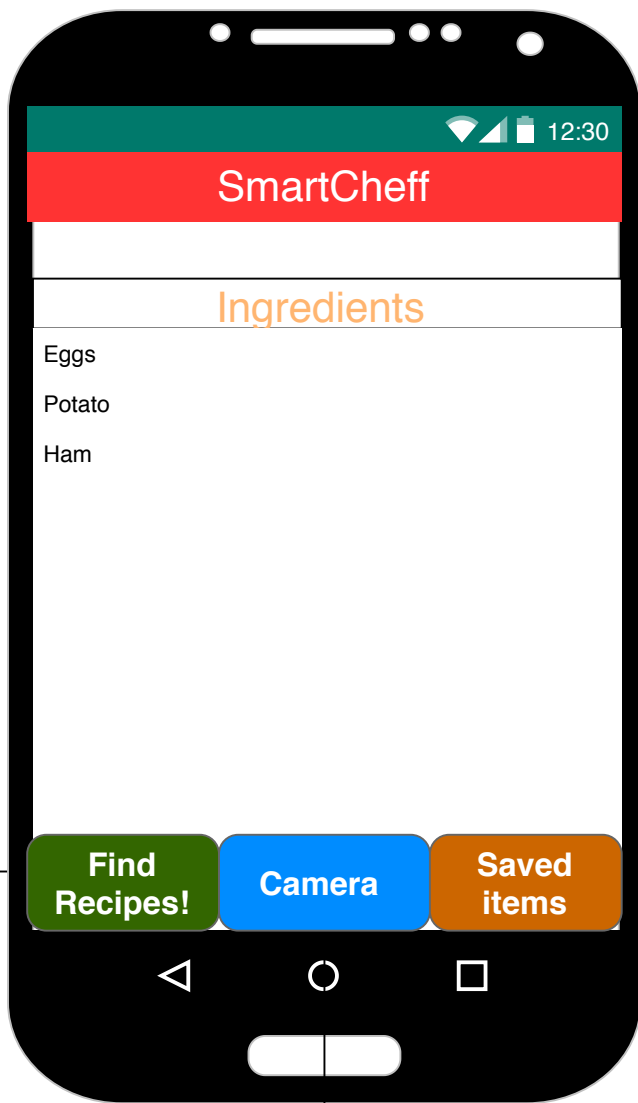 12:30
SmartCheff
Ingredients
Eggs
Potato
Ham
Find
Recipes!
Camera
Saved
items